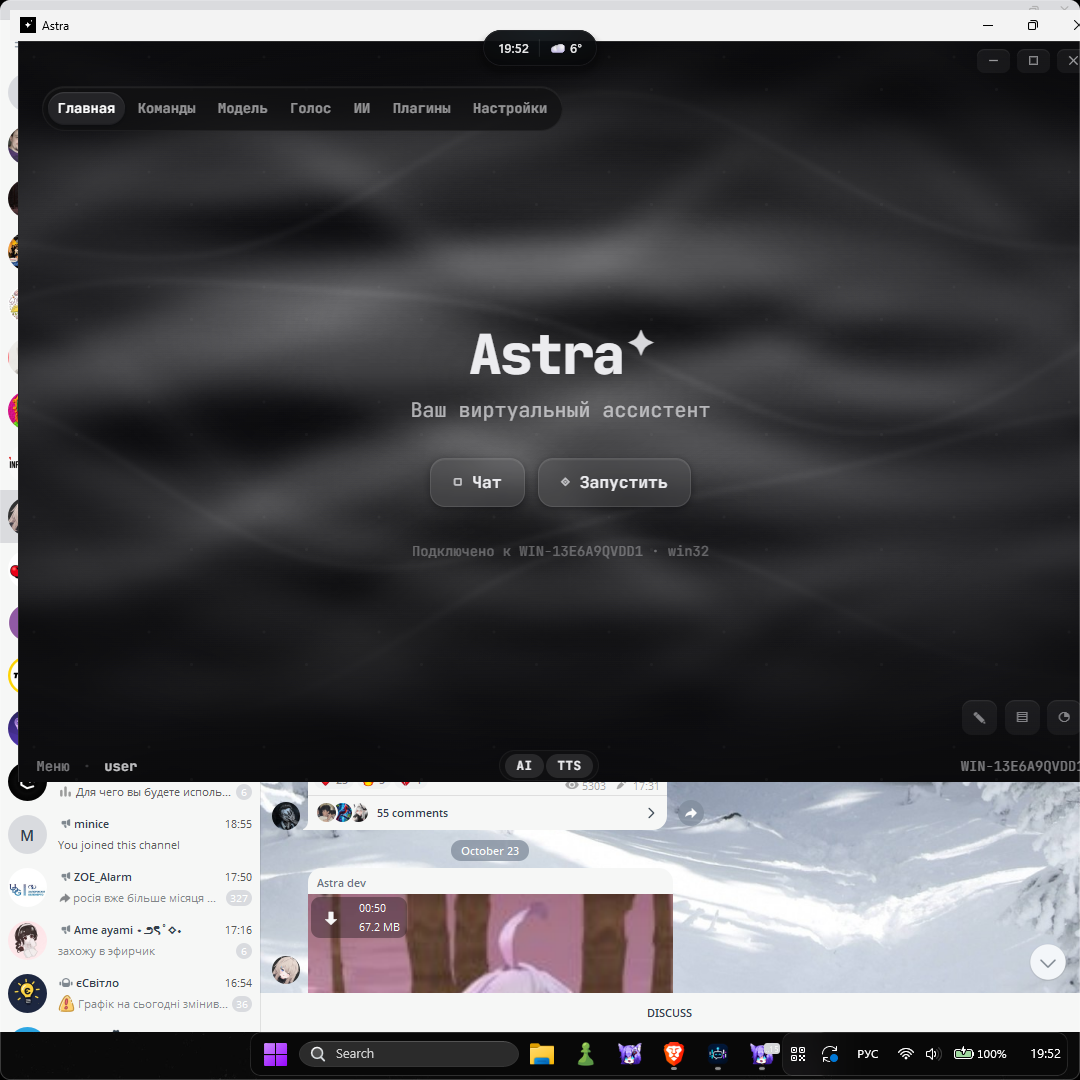 Astra
19:52
6°
Главная
Команды
Модель
Голос
ИИ
Плагины
Настройки
Astra
Ваш виртуальный ассистент
Чат
Запустить
Подключено к WIN-13E6A9QVDD1 · win32
Меню · user
AI
TTS
WIN-13E6A9QVDD1
Для чего вы будете исполь...
6
M
minice
18:55
You joined this channel
ZOE_Alarm
17:50
росія вже більше місяця ...
327
Ame ayami
17:16
захожу в эфирчик
6
єСвітло
16:54
Графік на сьогодні змінив...
36
5303
17:31
55 comments
October 23
Astra dev
00:50
67.2 MB
DISCUSS
Search
РУС
100%
19:52